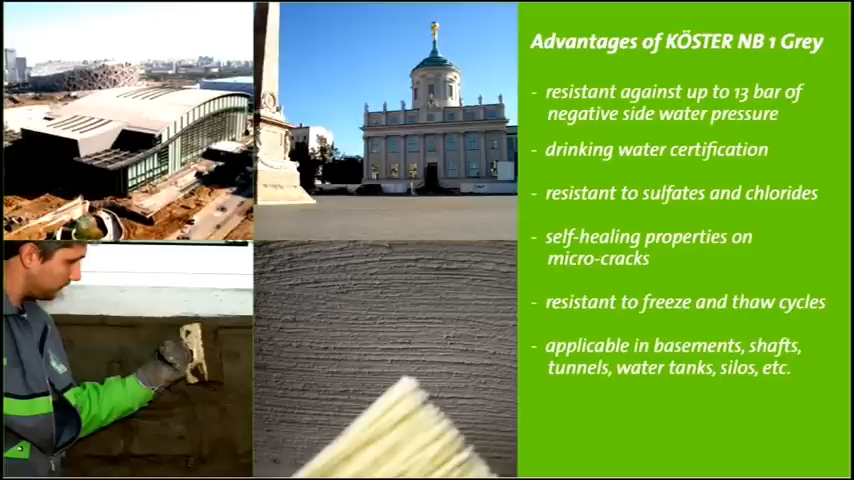 Advantages of KÖSTER NB 1 Grey
- resistant against up to 13 bar of
negative side water pressure
- drinking water certification
- resistant to sulfates and chlorides
- self-healing properties on
micro-cracks
- resistant to freeze and thaw cycles
- applicable in basements, shafts,
tunnels, water tanks, silos, etc.